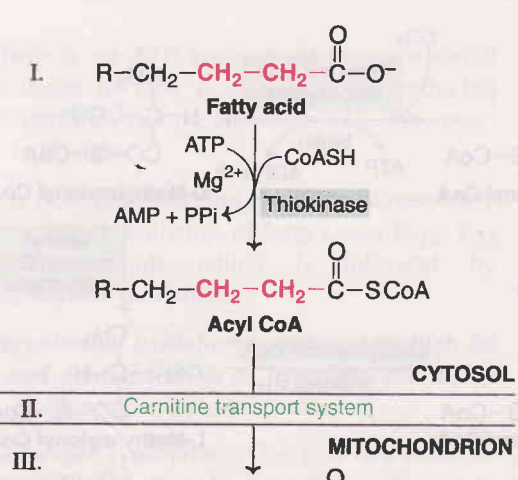 I.
O
R–CH₂–CH₂–CH₂–C–O⁻
Fatty acid
ATP
CoASH
Mg²⁺
Thiokinase
AMP + PPi
O
R–CH₂–CH₂–CH₂–C–SCoA
Acyl CoA
CYTOSOL
II. Carnitine transport system
MITOCHONDRION
III.
O